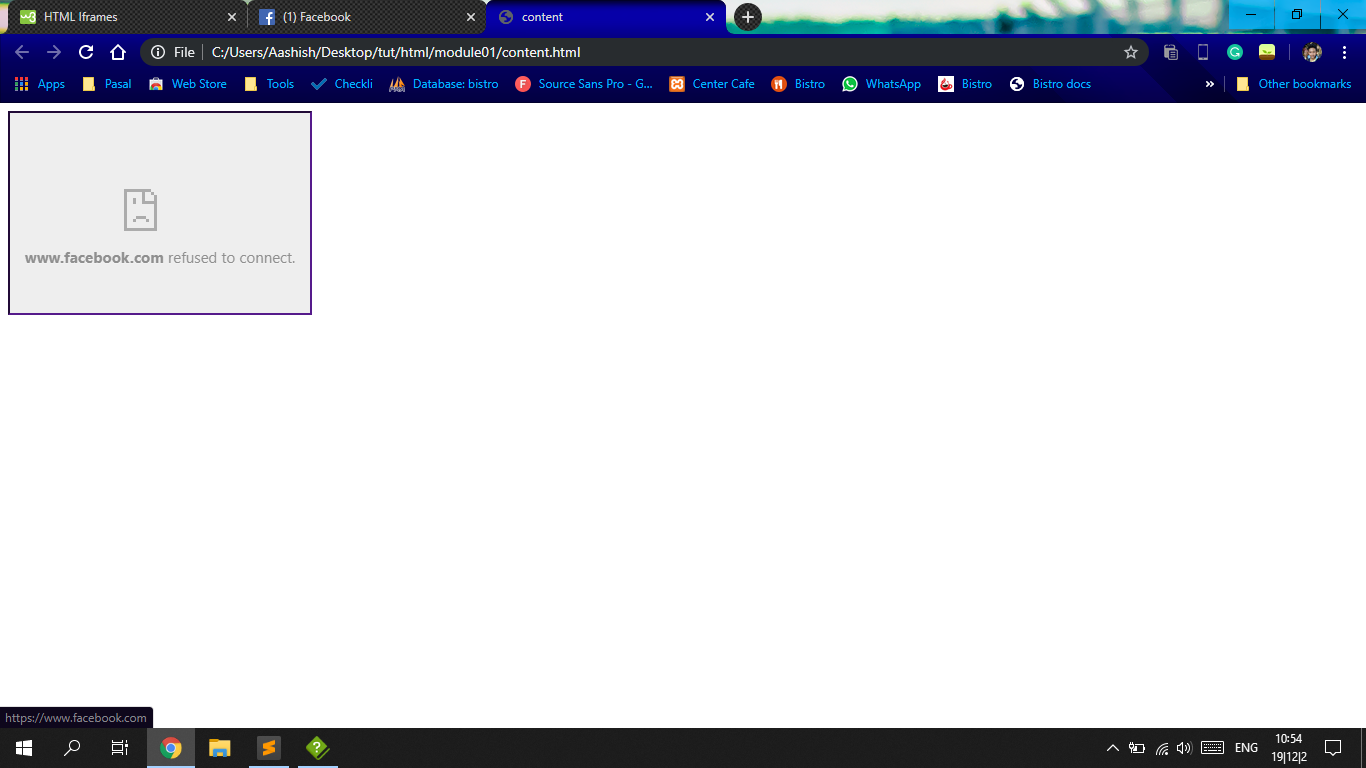 HTML Iframes
(1) Facebook
content
File
C:/Users/Aashish/Desktop/tut/html/module01/content.html
Apps
Pasal
Web Store
Tools
Checkli
Database: bistro
Source Sans Pro - G...
Center Cafe
Bistro
WhatsApp
Bistro
Bistro docs
»
Other bookmarks
www.facebook.com refused to connect.
https://www.facebook.com
ENG
10:54
19|12|2